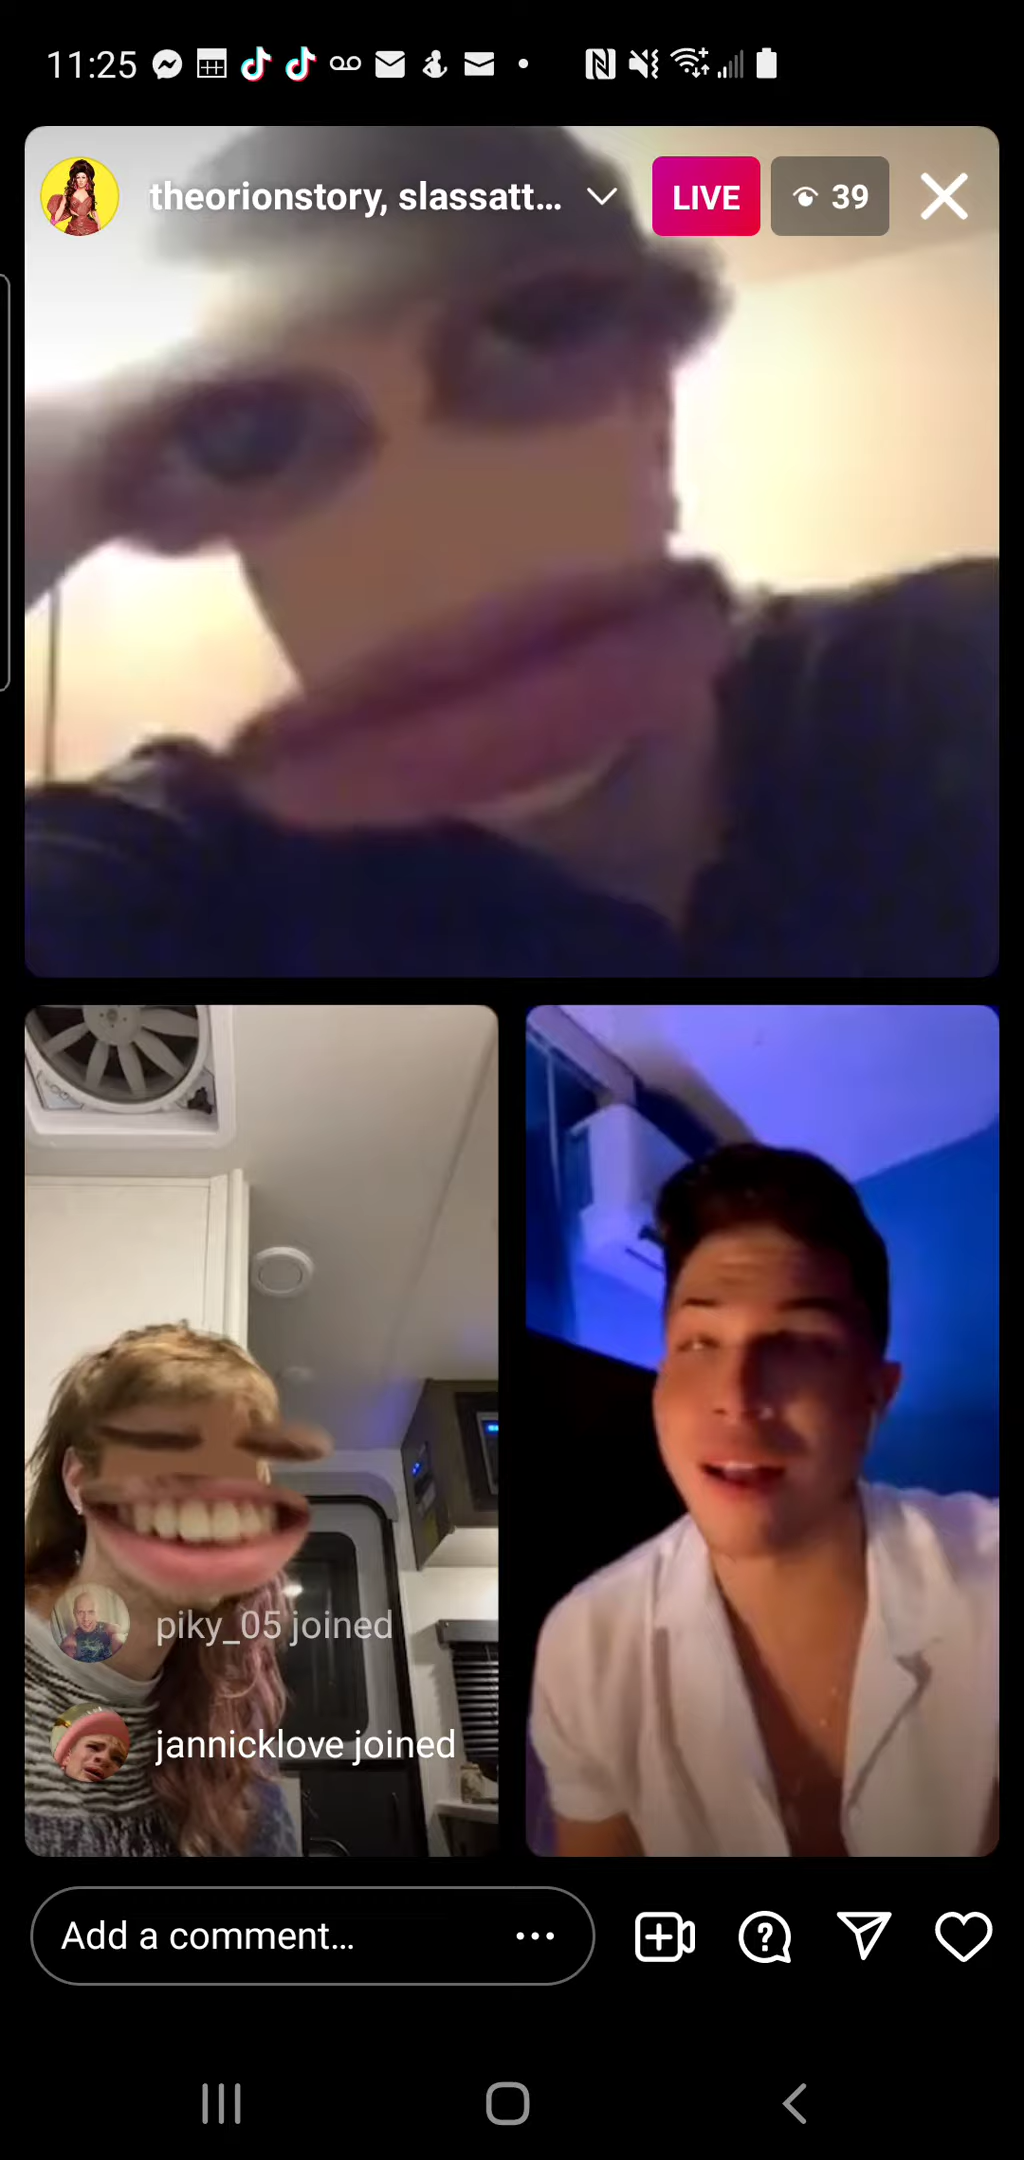 11:25
theorionstory, slassatt... LIVE 39
piky_05 joined
jannicklove joined
Add a comment...